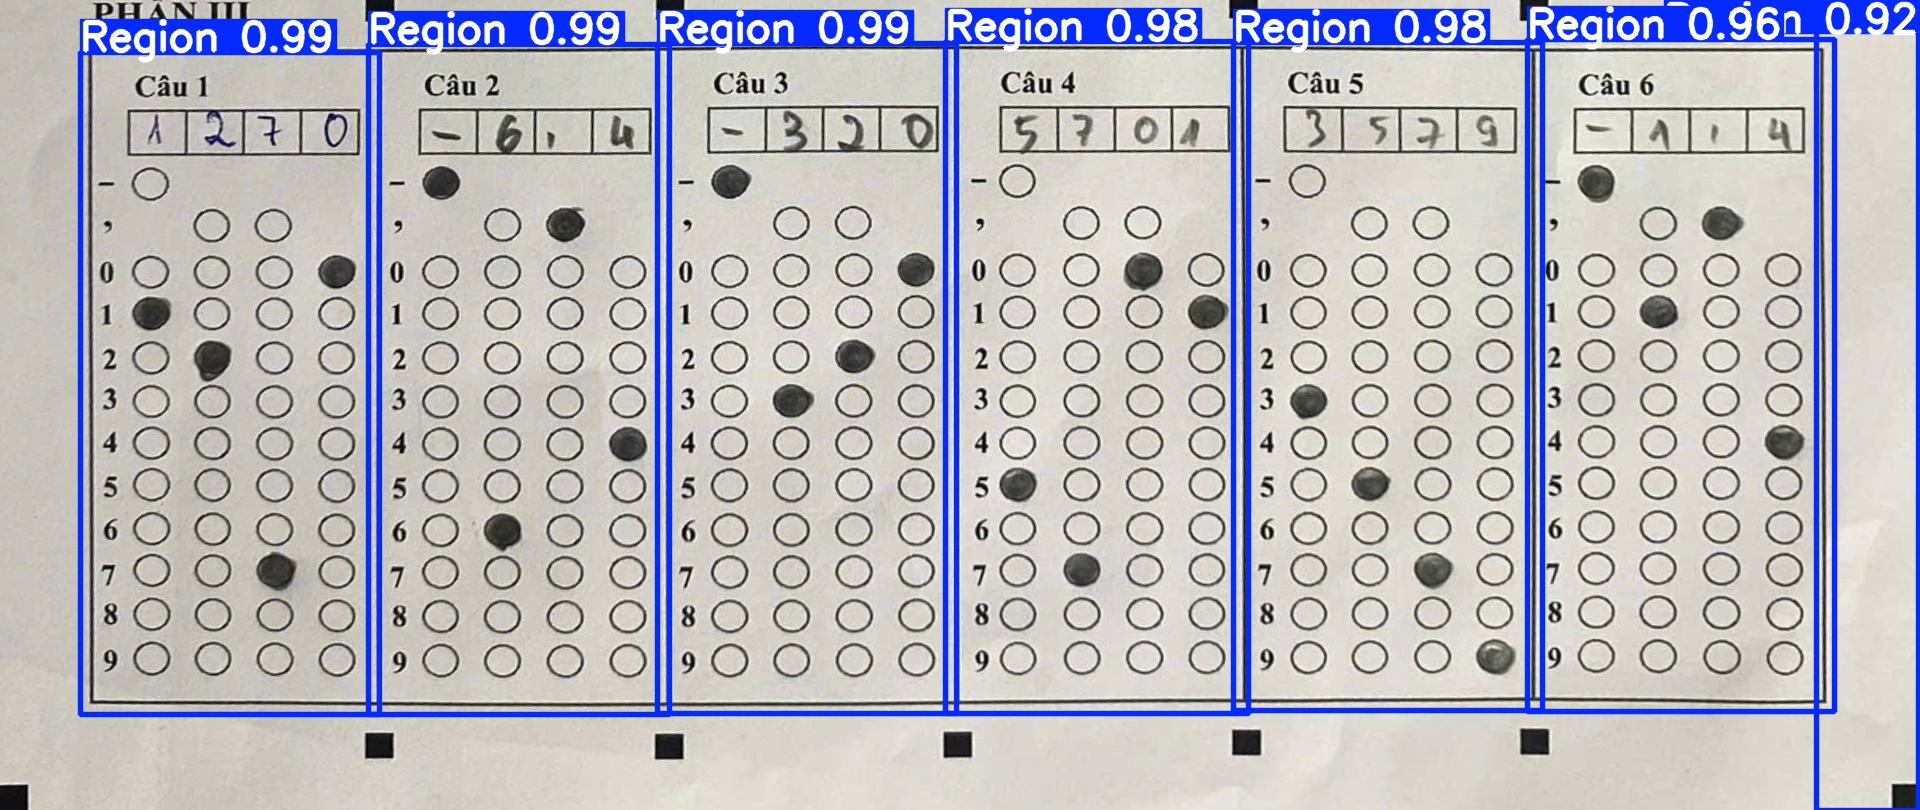 PHẦN III
Region 0.99 Region 0.99 Region 0.99 Region 0.98 Region 0.98 Region 0.96 n 0.92
Câu 1 Câu 2 Câu 3 Câu 4 Câu 5 Câu 6
1 2 7 0 - 6 , 4 - 3 2 0 5 7 0 1 3 5 7 9 - 1 , 4
- - - - - -
, , , , , ,
0 0 0 0 0 0
1 1 1 1 1 1
2 2 2 2 2 2
3 3 3 3 3 3
4 4 4 4 4 4
5 5 5 5 5 5
6 6 6 6 6 6
7 7 7 7 7 7
8 8 8 8 8 8
9 9 9 9 9 9